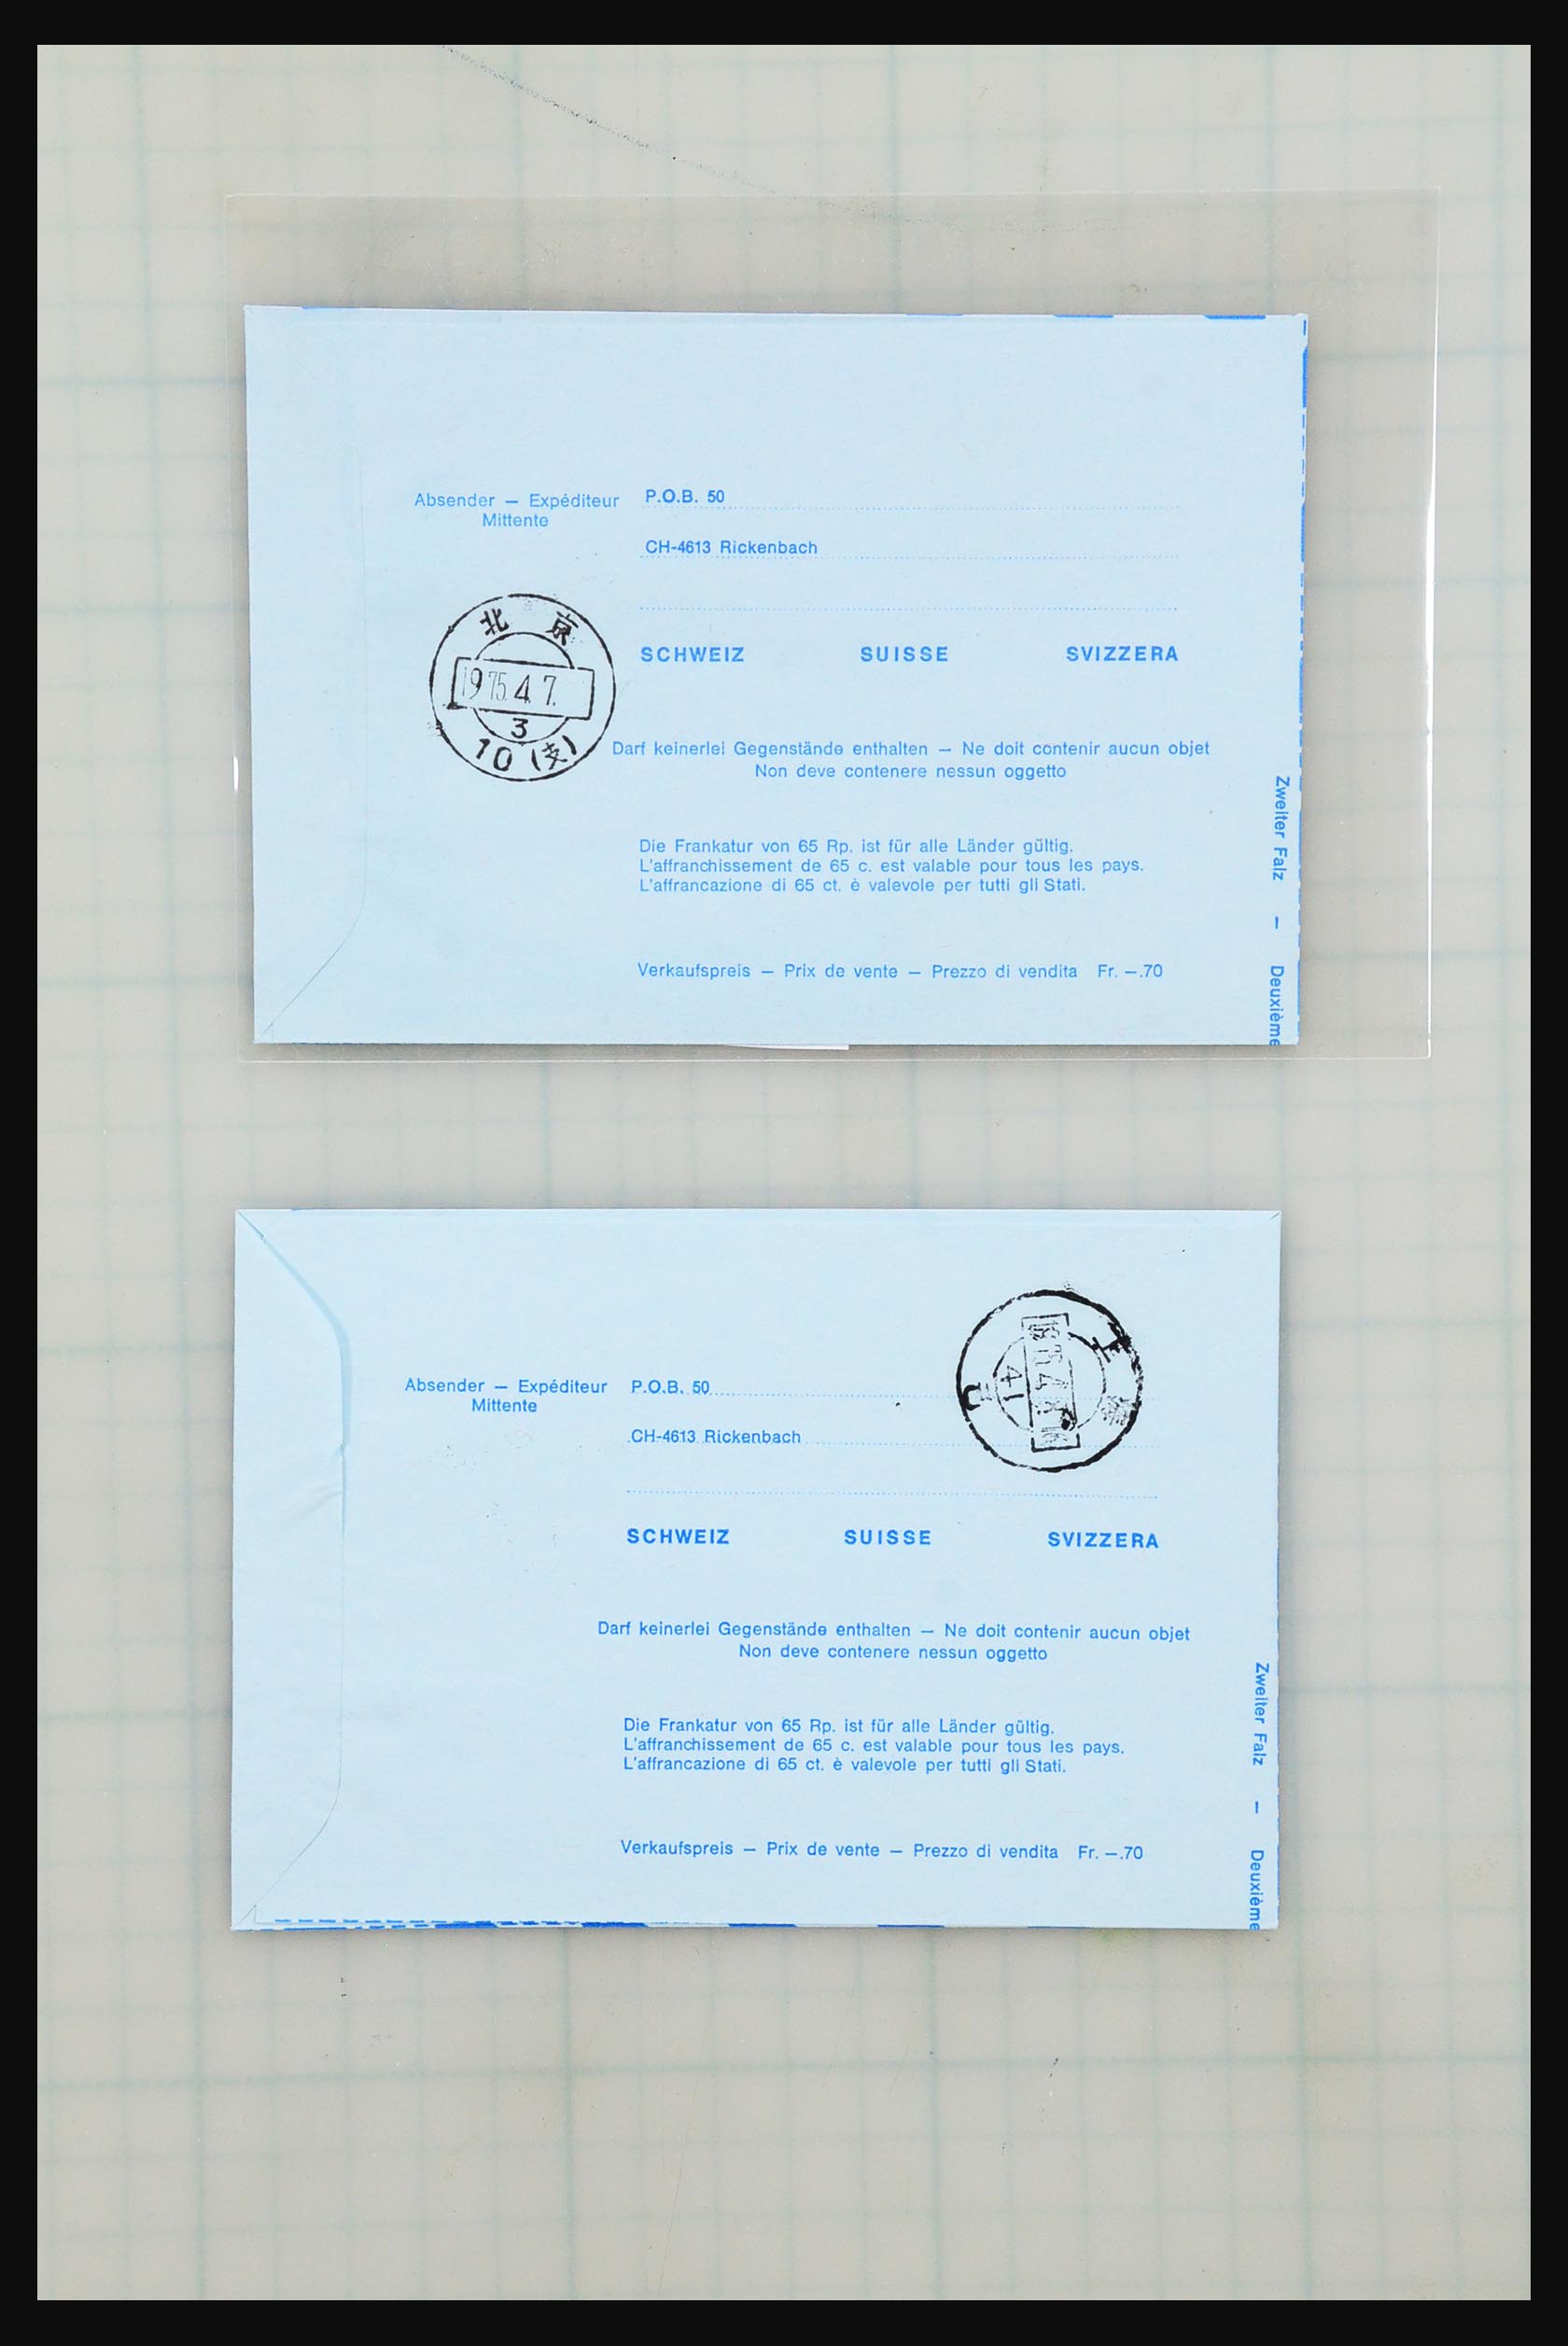 Absender — Expéditeur
Mittente
P.O.B. 50
CH-4613 Rickenbach
北 京
1975.4.7.
3
10 (支)
SCHWEIZ SUISSE SVIZZERA
Darf keinerlei Gegenstände enthalten — Ne doit contenir aucun objet
Non deve contenere nessun oggetto
Die Frankatur von 65 Rp. ist für alle Länder gültig.
L'affranchissement de 65 c. est valable pour tous les pays.
L'affrancazione di 65 ct. è valevole per tutti gli Stati.
Verkaufspreis — Prix de vente — Prezzo di vendita Fr. —.70
Zweiter Falz — Deuxième
Absender — Expéditeur
Mittente
P.O.B. 50
CH-4613 Rickenbach
上
41
SCHWEIZ SUISSE SVIZZERA
Darf keinerlei Gegenstände enthalten — Ne doit contenir aucun objet
Non deve contenere nessun oggetto
Die Frankatur von 65 Rp. ist für alle Länder gültig.
L'affranchissement de 65 c. est valable pour tous les pays.
L'affrancazione di 65 ct. è valevole per tutti gli Stati.
Verkaufspreis — Prix de vente — Prezzo di vendita Fr. —.70
Zweiter Falz — Deuxième